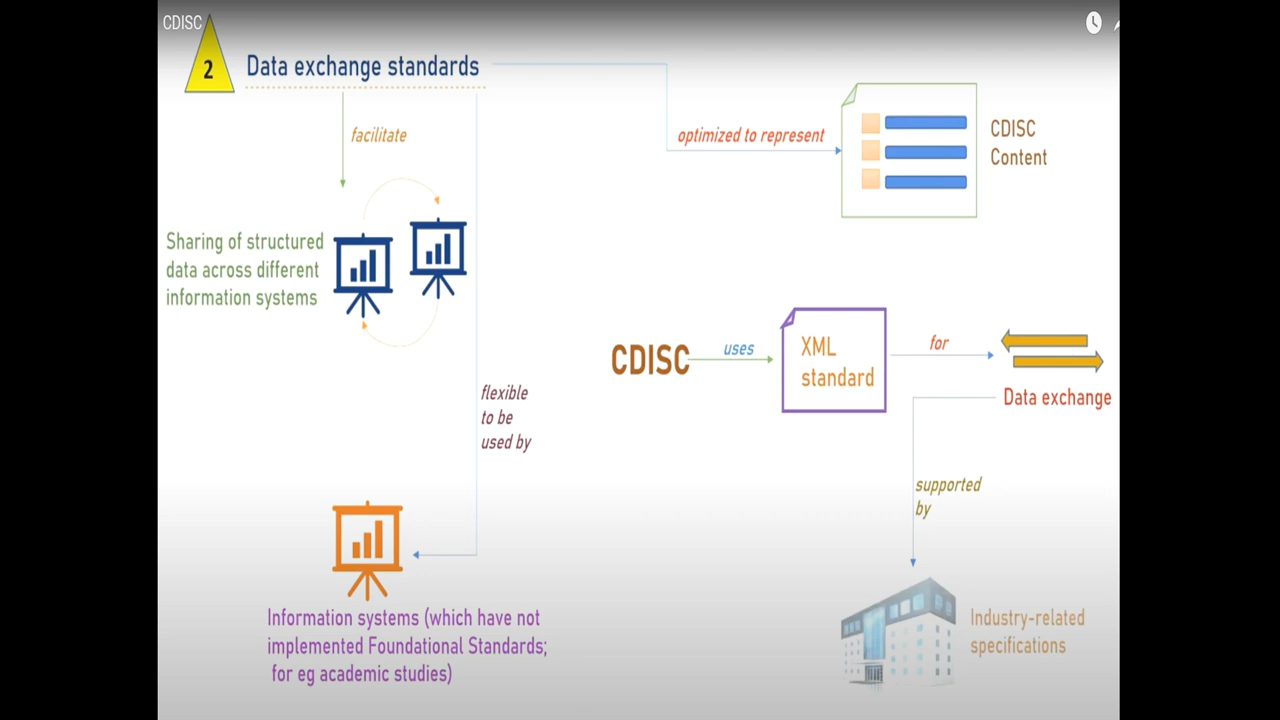 CDISC
2
Data exchange standards
facilitate
optimized to represent
CDISC
Content
Sharing of structured
data across different
information systems
CDISC
uses
XML
standard
for
Data exchange
flexible
to be
used by
supported
by
Information systems (which have not
implemented Foundational Standards;
for eg academic studies)
Industry-related
specifications